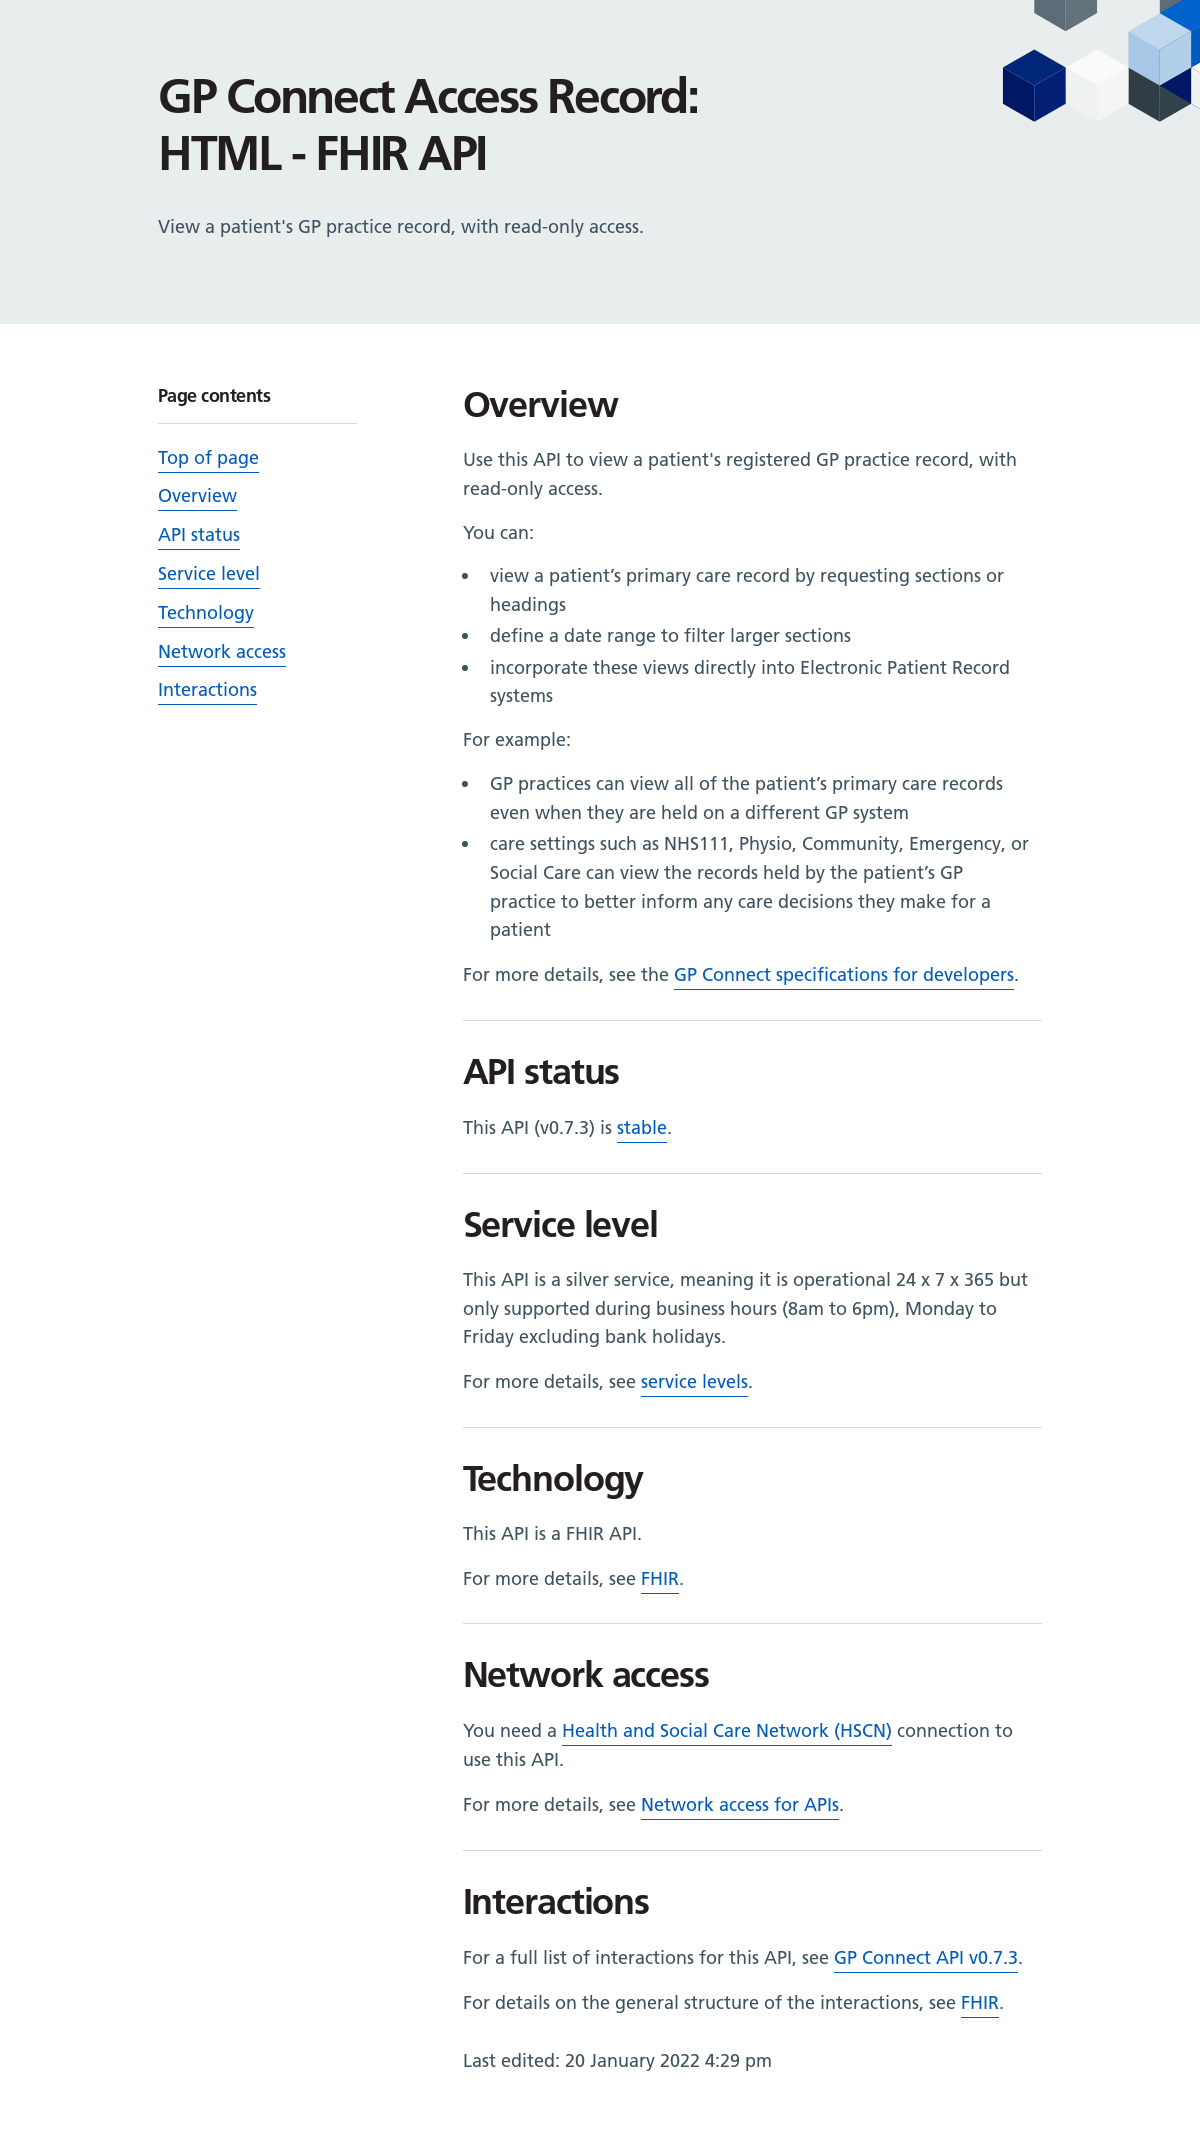 GP Connect Access Record:
HTML - FHIR API
View a patient's GP practice record, with read-only access.
Page contents
Top of page
Overview
API status
Service level
Technology
Network access
Interactions
Overview
Use this API to view a patient's registered GP practice record, with
read-only access.
You can:
• view a patient’s primary care record by requesting sections or
headings
• define a date range to filter larger sections
• incorporate these views directly into Electronic Patient Record
systems
For example:
• GP practices can view all of the patient’s primary care records
even when they are held on a different GP system
• care settings such as NHS111, Physio, Community, Emergency, or
Social Care can view the records held by the patient’s GP
practice to better inform any care decisions they make for a
patient
For more details, see the GP Connect specifications for developers.
API status
This API (v0.7.3) is stable.
Service level
This API is a silver service, meaning it is operational 24 x 7 x 365 but
only supported during business hours (8am to 6pm), Monday to
Friday excluding bank holidays.
For more details, see service levels.
Technology
This API is a FHIR API.
For more details, see FHIR.
Network access
You need a Health and Social Care Network (HSCN) connection to
use this API.
For more details, see Network access for APIs.
Interactions
For a full list of interactions for this API, see GP Connect API v0.7.3.
For details on the general structure of the interactions, see FHIR.
Last edited: 20 January 2022 4:29 pm